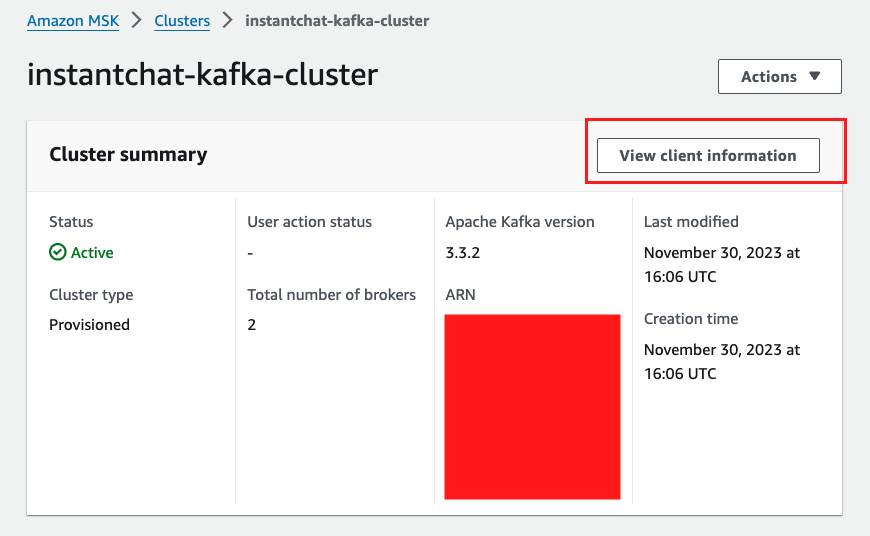 Amazon MSK > Clusters > instantchat-kafka-cluster
instantchat-kafka-cluster
Actions
Cluster summary
View client information
Status
Active
Cluster type
Provisioned
User action status
-
Total number of brokers
2
Apache Kafka version
3.3.2
ARN
Last modified
November 30, 2023 at
16:06 UTC
Creation time
November 30, 2023 at
16:06 UTC